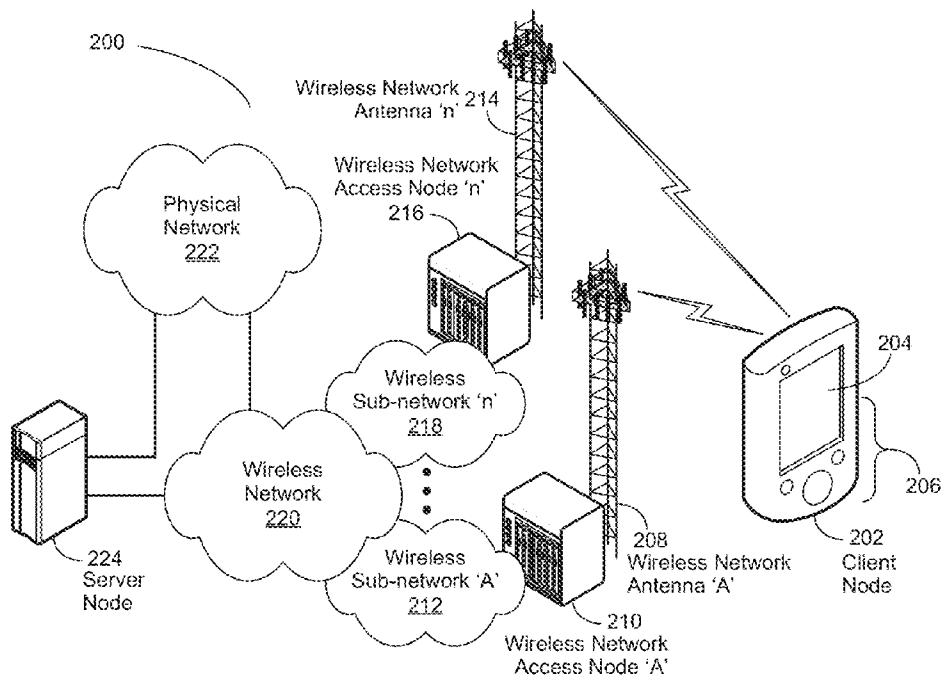 200
Wireless Network
Antenna 'n'
214
Wireless Network
Access Node 'n'
216
Physical
Network
222
204
Wireless
Sub-network 'n'
218
206
Wireless
Network
220
202
Client
Node
208
Wireless Network
Antenna 'A'
224
Server
Node
Wireless
Sub-network 'A'
212
210
Wireless Network
Access Node 'A'